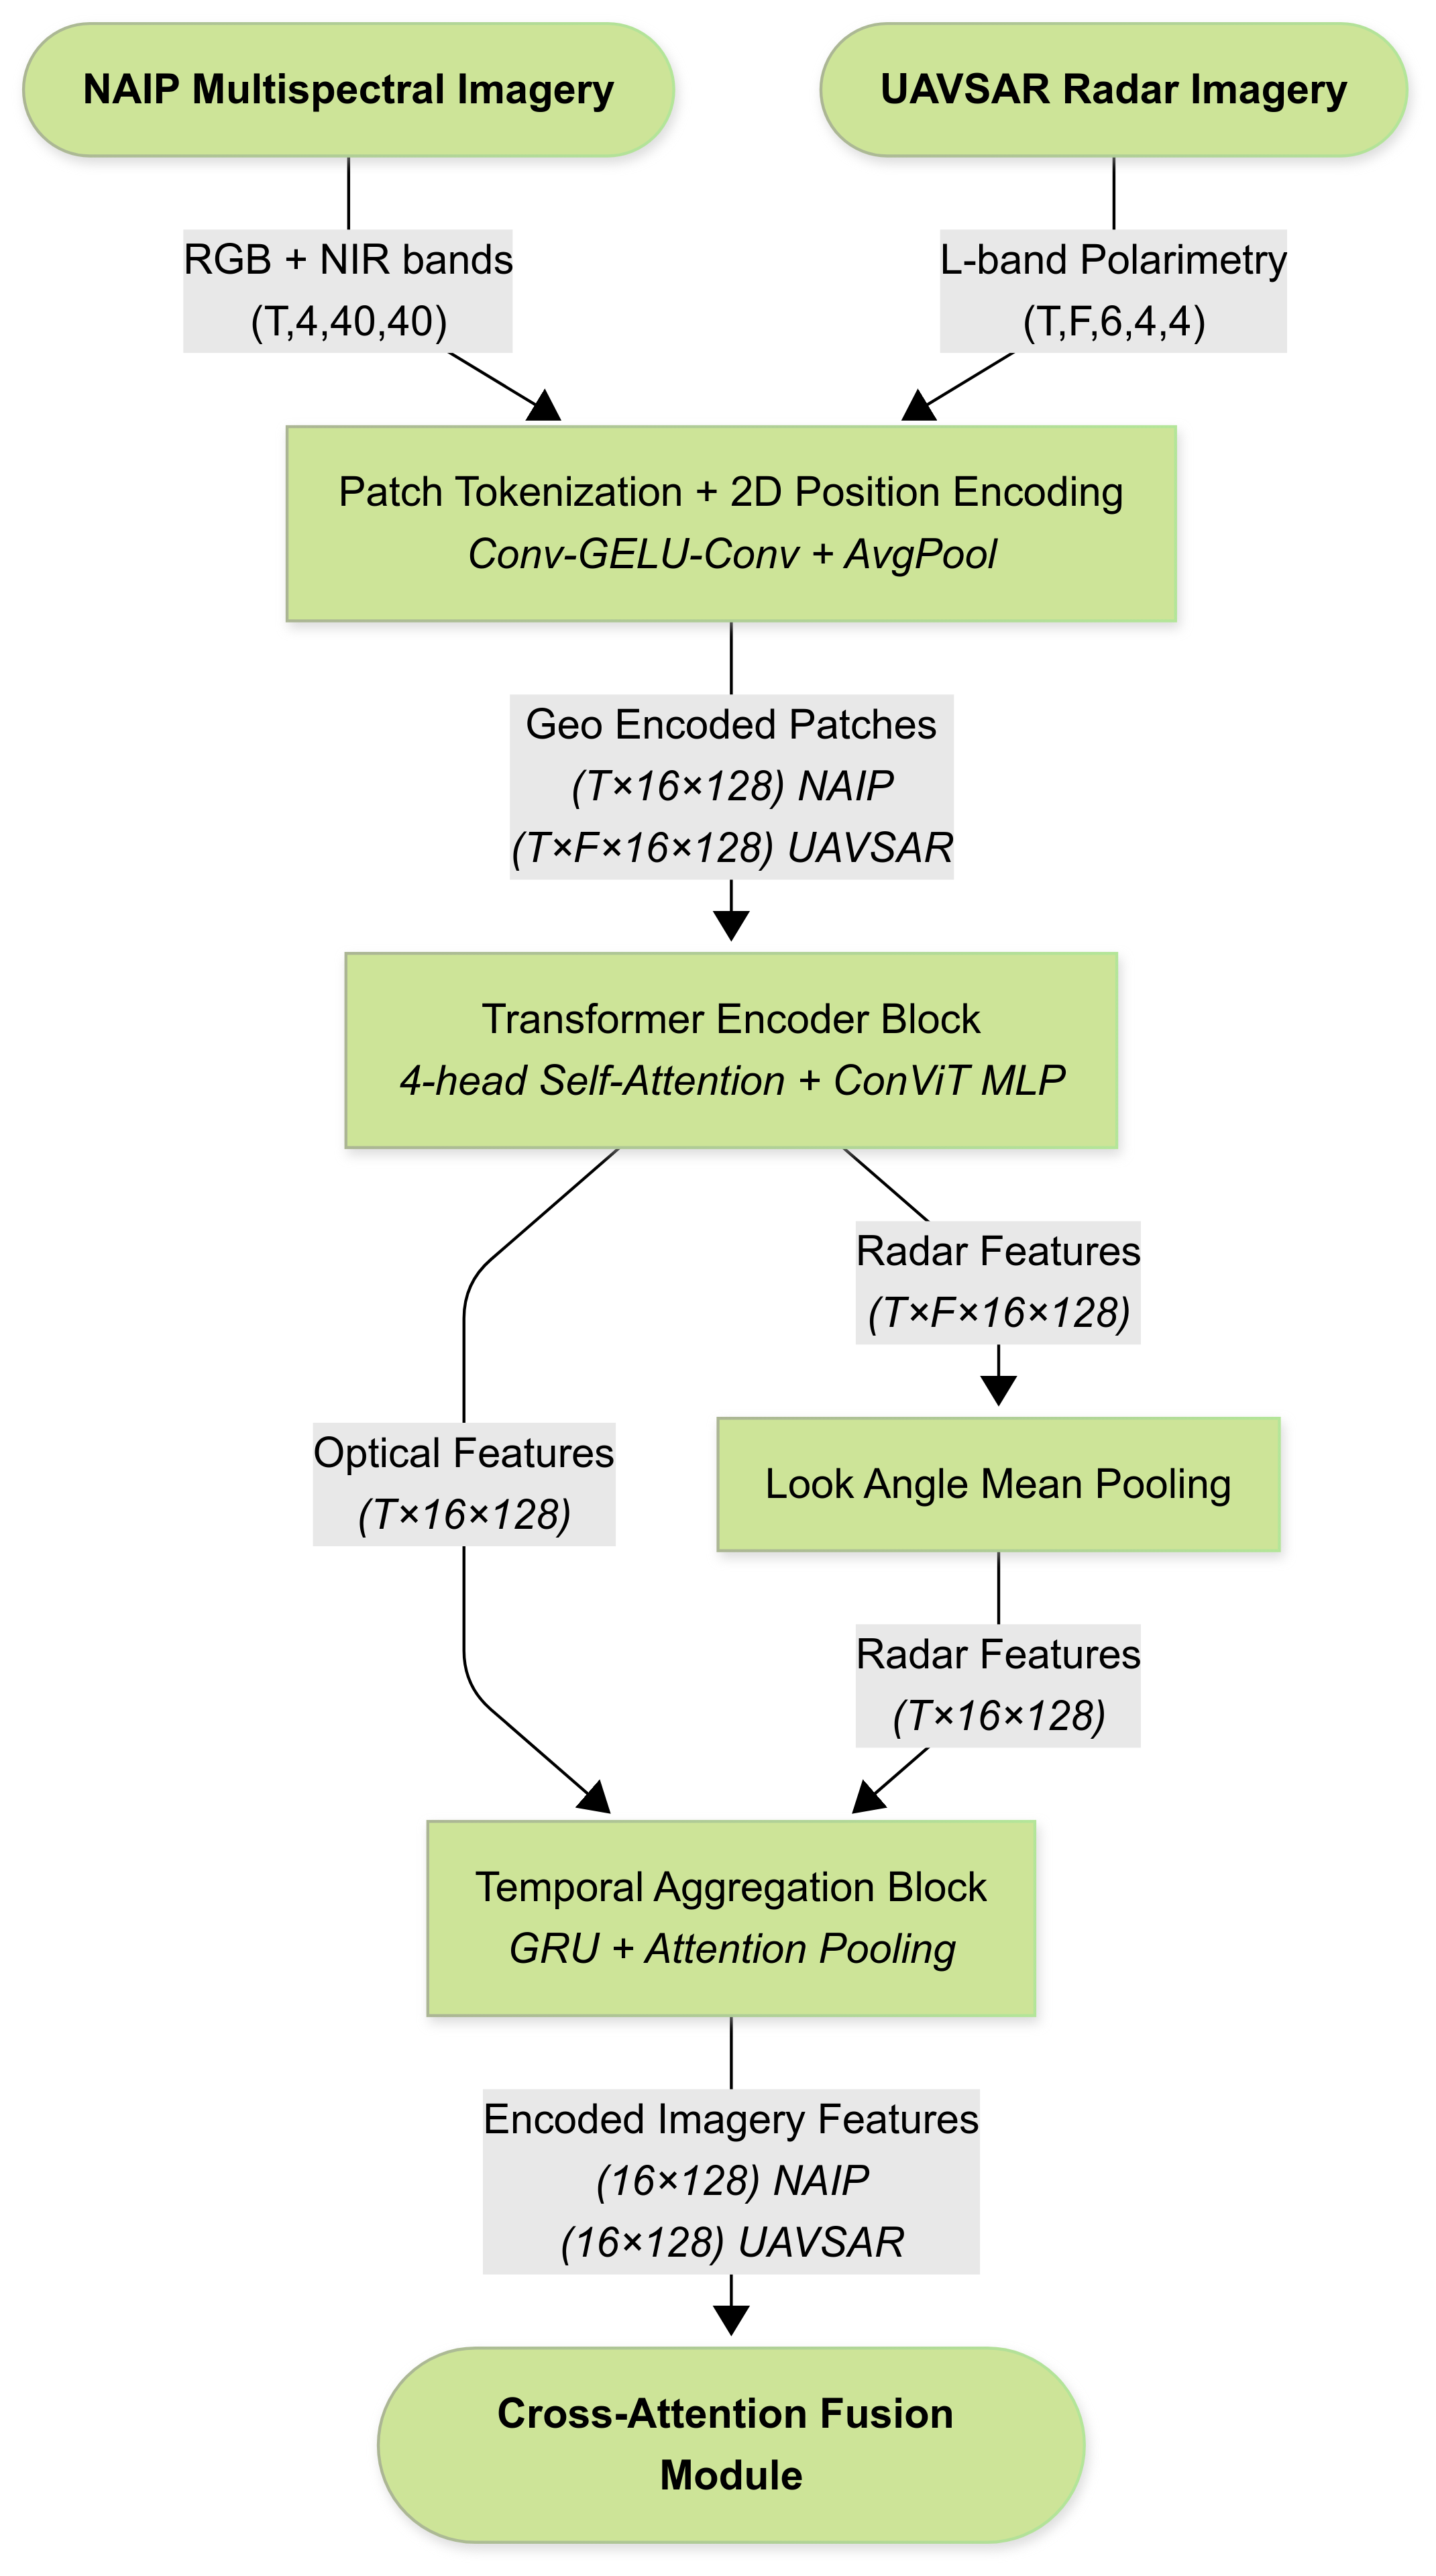 NAIP Multispectral Imagery
UAVSAR Radar Imagery
RGB + NIR bands
(T,4,40,40)
L-band Polarimetry
(T,F,6,4,4)
Patch Tokenization + 2D Position Encoding
Conv-GELU-Conv + AvgPool
Geo Encoded Patches
(T×16×128) NAIP
(T×F×16×128) UAVSAR
Transformer Encoder Block
4-head Self-Attention + ConViT MLP
Radar Features
(T×F×16×128)
Optical Features
(T×16×128)
Look Angle Mean Pooling
Radar Features
(T×16×128)
Temporal Aggregation Block
GRU + Attention Pooling
Encoded Imagery Features
(16×128) NAIP
(16×128) UAVSAR
Cross-Attention Fusion
Module